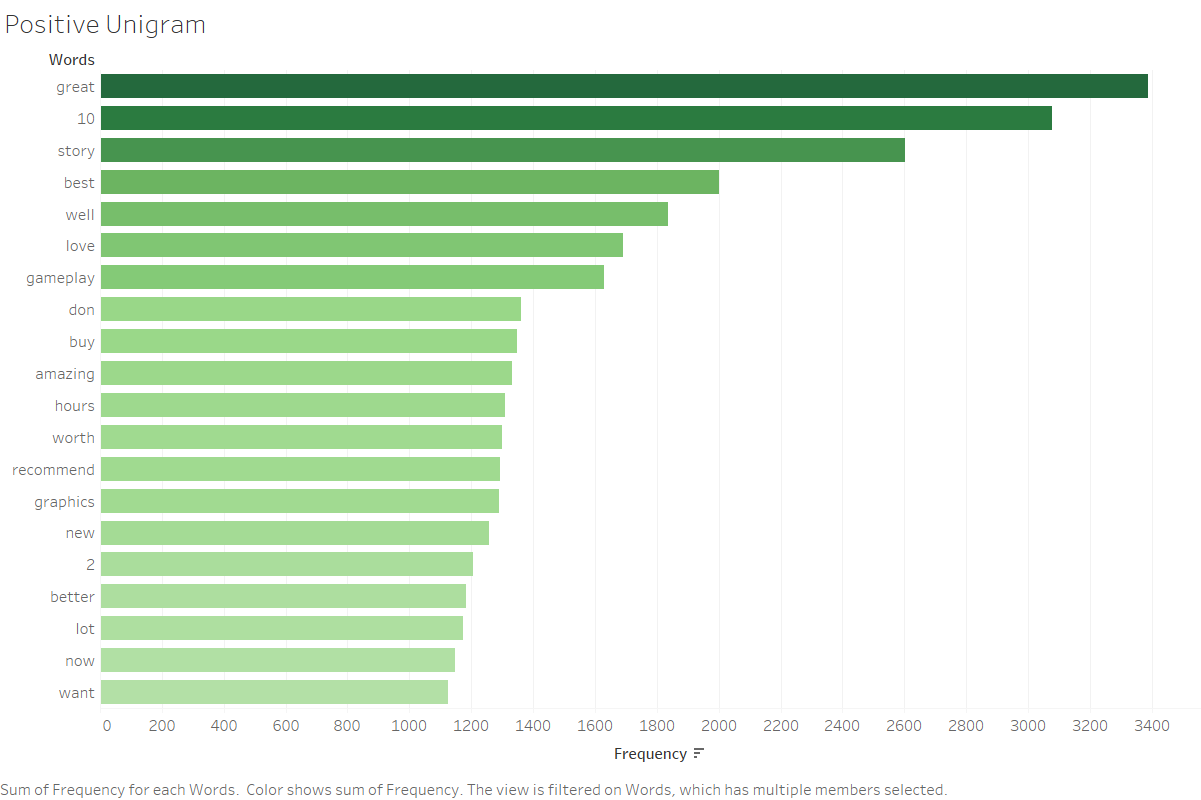 Positive Unigram
Words
great
10
story
best
well
love
gameplay
don
buy
amazing
hours
worth
recommend
graphics
new
2
better
lot
now
want
0 200 400 600 800 1000 1200 1400 1600 1800 2000 2200 2400 2600 2800 3000 3200 3400
Frequency
Sum of Frequency for each Words. Color shows sum of Frequency. The view is filtered on Words, which has multiple members selected.